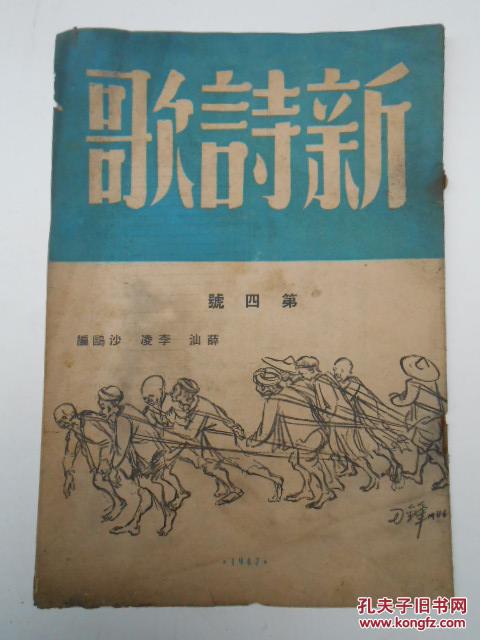 新詩歌
第四號
薛汕 李凌 沙鷗編
•1947•
孔夫子旧书网
www.kongfz.com